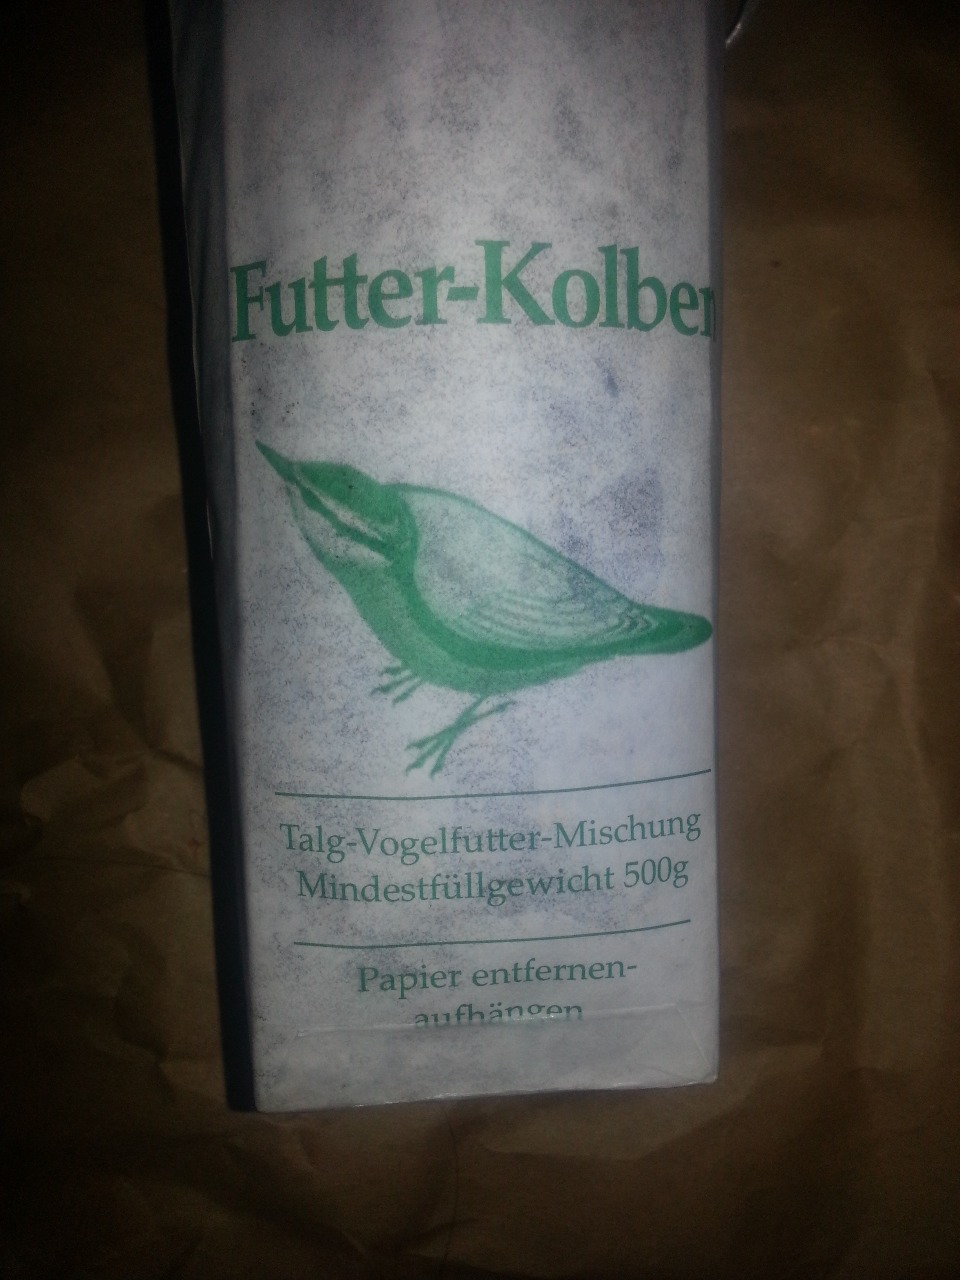 Futter-Kolben
Talg-Vogelfutter-Mischung
Mindestfüllgewicht 500g
Papier entfernen-
aufhängen